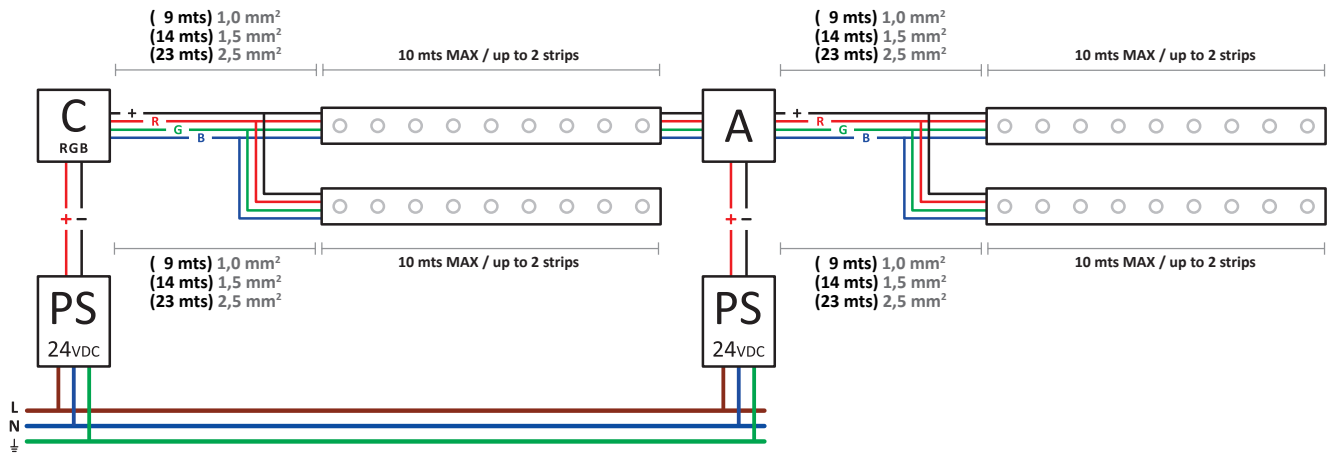 (  9 mts) 1,0 mm²
(14 mts) 1,5 mm²
(23 mts) 2,5 mm²
10 mts MAX / up to 2 strips
(  9 mts) 1,0 mm²
(14 mts) 1,5 mm²
(23 mts) 2,5 mm²
10 mts MAX / up to 2 strips
C
RGB
+
R
G
B
A
+
R
G
B
+ −
+ −
(  9 mts) 1,0 mm²
(14 mts) 1,5 mm²
(23 mts) 2,5 mm²
10 mts MAX / up to 2 strips
(  9 mts) 1,0 mm²
(14 mts) 1,5 mm²
(23 mts) 2,5 mm²
10 mts MAX / up to 2 strips
PS
24VDC
PS
24VDC
L
N
⏚